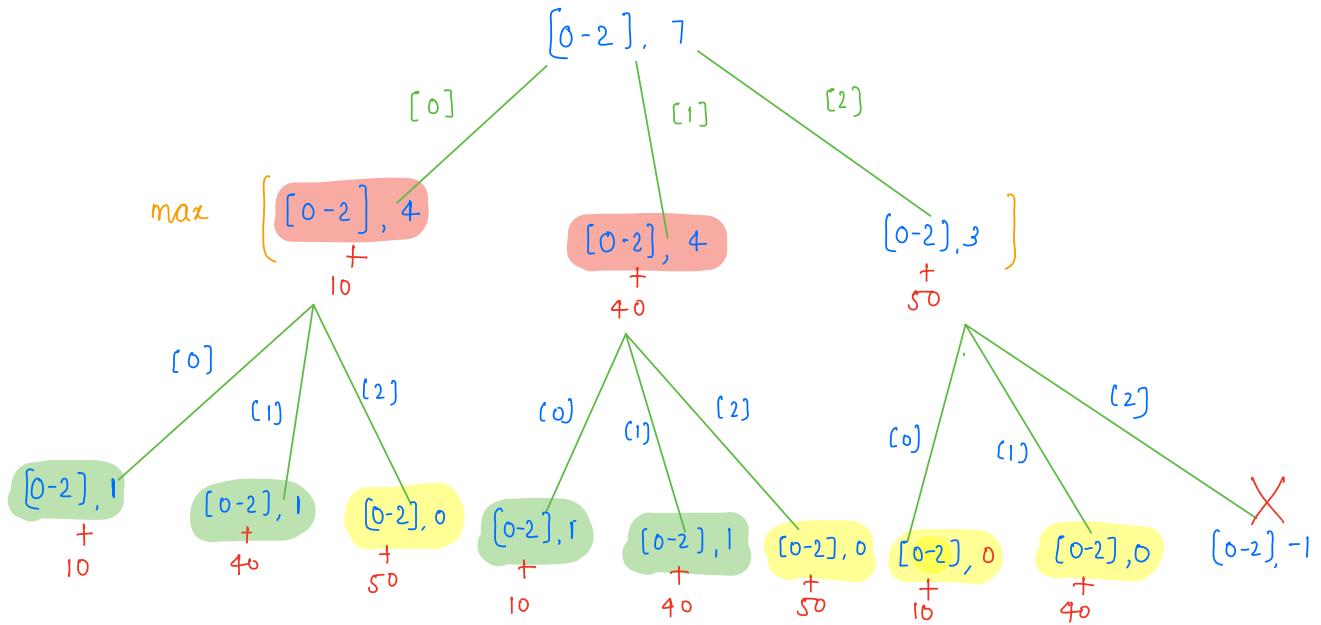 [0-2], 7
[0] [1] [2]
max [ [0-2], 4 [0-2], 4 [0-2], 3 ]
+ + +
10 40 50
[0] [1] [2] [0] [1] [2] [0] [1] [2]
[0-2], 1 [0-2], 1 [0-2], 0 [0-2], 1 [0-2], 1 [0-2], 0 [0-2], 0 [0-2], 0 [0-2], -1
+ + + + + + + +
10 40 50 10 40 50 10 40